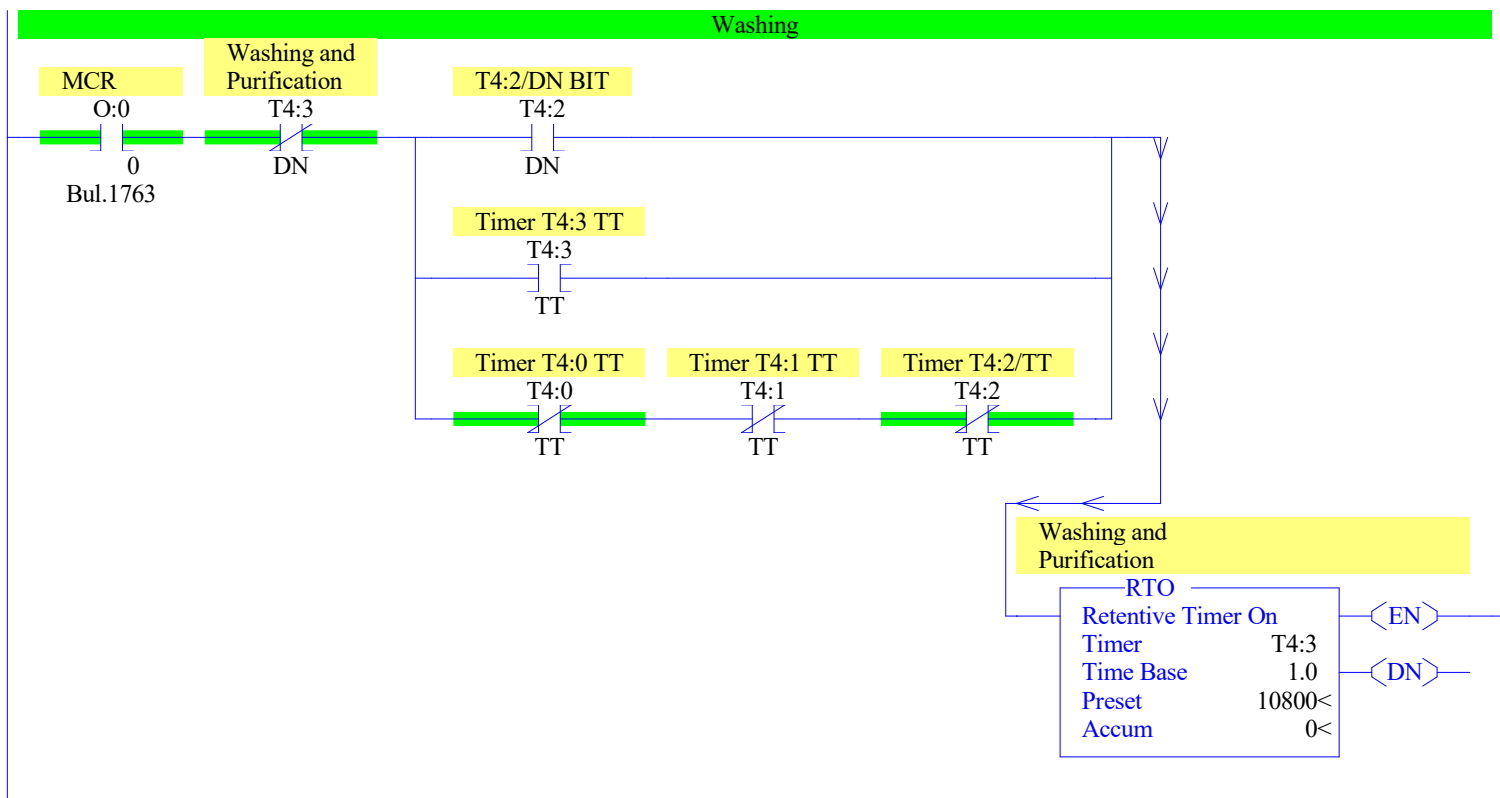 Washing
MCR
O:0
0
Bul.1763
Washing and
Purification
T4:3
DN
T4:2/DN BIT
T4:2
DN
Timer T4:3 TT
T4:3
TT
Timer T4:0 TT
T4:0
TT
Timer T4:1 TT
T4:1
TT
Timer T4:2/TT
T4:2
TT
Washing and
Purification
RTO
Retentive Timer On
Timer T4:3
Time Base 1.0
Preset 10800<
Accum 0<
EN
DN